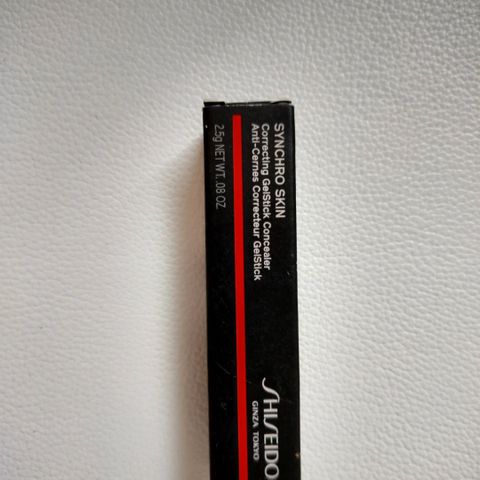 SYNCHRO SKIN
Correcting GelStick Concealer
Anti-Cernes Correcteur GelStick
2.5g NET WT. .08 OZ.
SHISEIDO
GINZA TOKYO